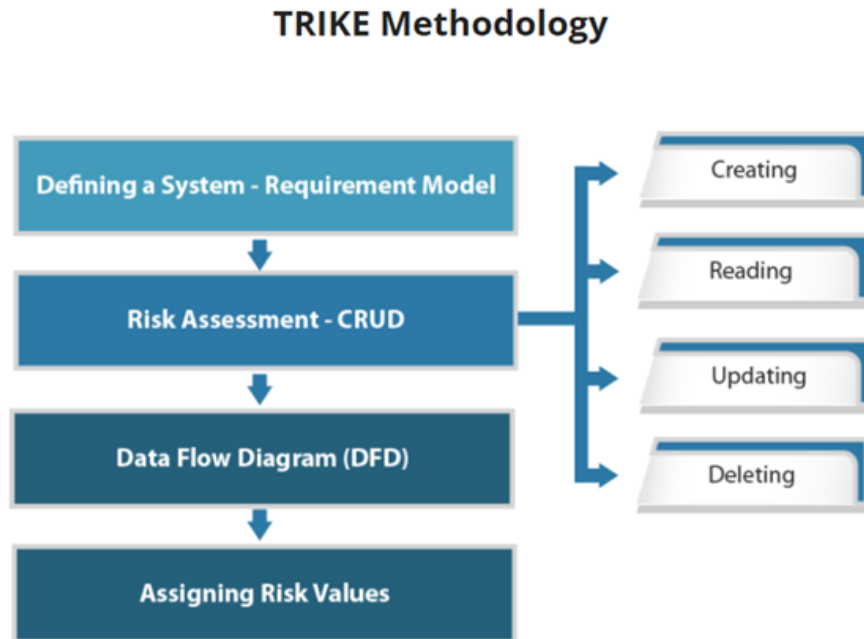 TRIKE Methodology
Defining a System - Requirement Model
Risk Assessment - CRUD
Data Flow Diagram (DFD)
Assigning Risk Values
Creating
Reading
Updating
Deleting